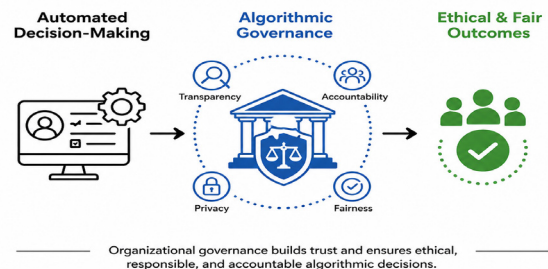 Automated
Decision-Making
Algorithmic
Governance
Ethical & Fair
Outcomes
Transparency
Accountability
Privacy
Fairness
Organizational governance builds trust and ensures ethical,
responsible, and accountable algorithmic decisions.